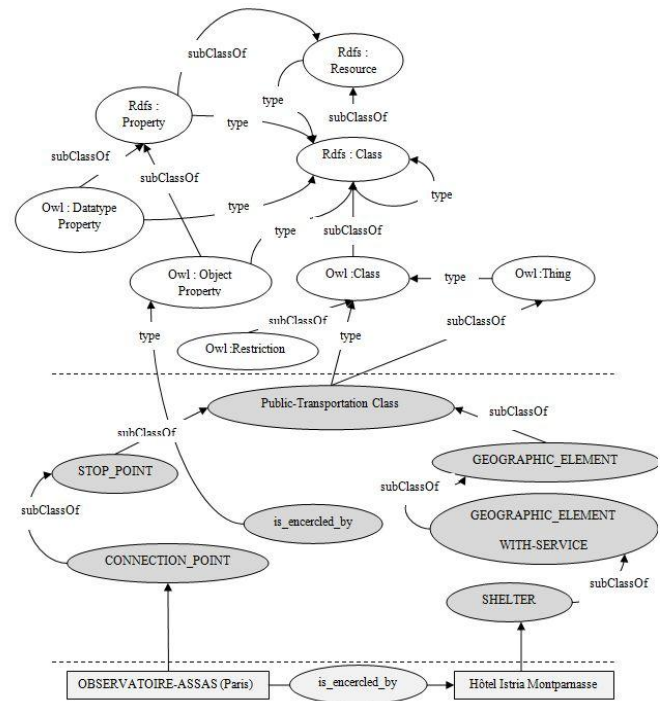 subClassOf
Rdfs :
Resource
Rdfs :
Property
type
type
subClassOf
subClassOf
Rdfs : Class
subClassOf
type
Owl : Datatype
Property
type
type
subClassOf
Owl : Object
Property
Owl :Class
type
Owl :Thing
type
subClassOf
type
subClassOf
Owl :Restriction
Public-Transportation Class
subClassOf
subClassOf
STOP_POINT
GEOGRAPHIC_ELEMENT
subClassOf
subClassOf
is_encercled_by
GEOGRAPHIC_ELEMENT
WITH-SERVICE
CONNECTION_POINT
subClassOf
SHELTER
OBSERVATOIRE-ASSAS (Paris)
is_encercled_by
Hôtel Istria Montparnasse